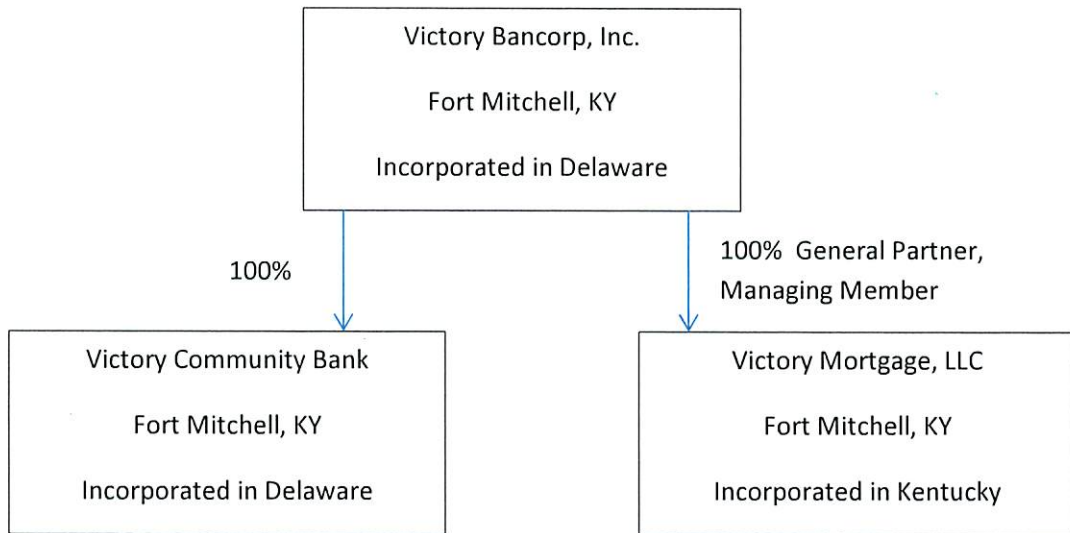 Victory Bancorp, Inc.
Fort Mitchell, KY
Incorporated in Delaware
100%
100% General Partner,
Managing Member
Victory Community Bank
Fort Mitchell, KY
Incorporated in Delaware
Victory Mortgage, LLC
Fort Mitchell, KY
Incorporated in Kentucky